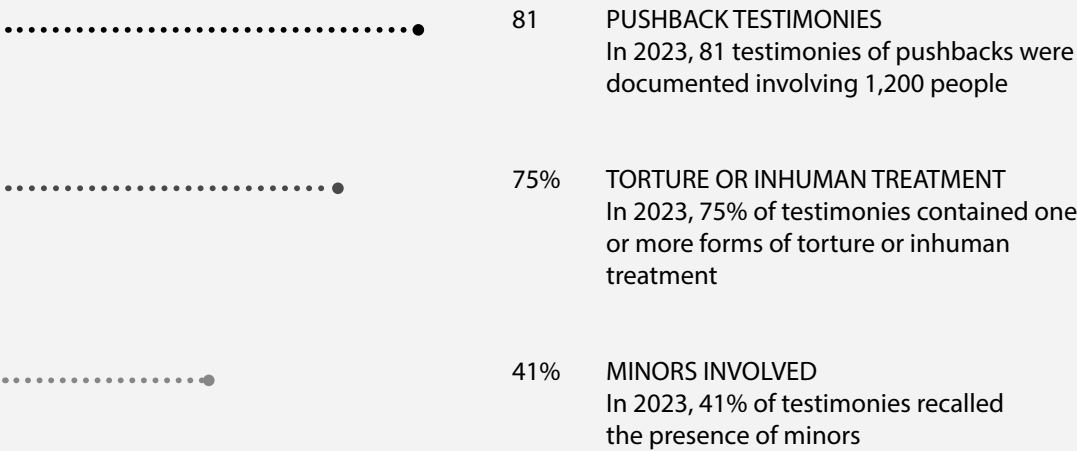 81 PUSHBACK TESTIMONIES
In 2023, 81 testimonies of pushbacks were
documented involving 1,200 people
75% TORTURE OR INHUMAN TREATMENT
In 2023, 75% of testimonies contained one
or more forms of torture or inhuman
treatment
41% MINORS INVOLVED
In 2023, 41% of testimonies recalled
the presence of minors